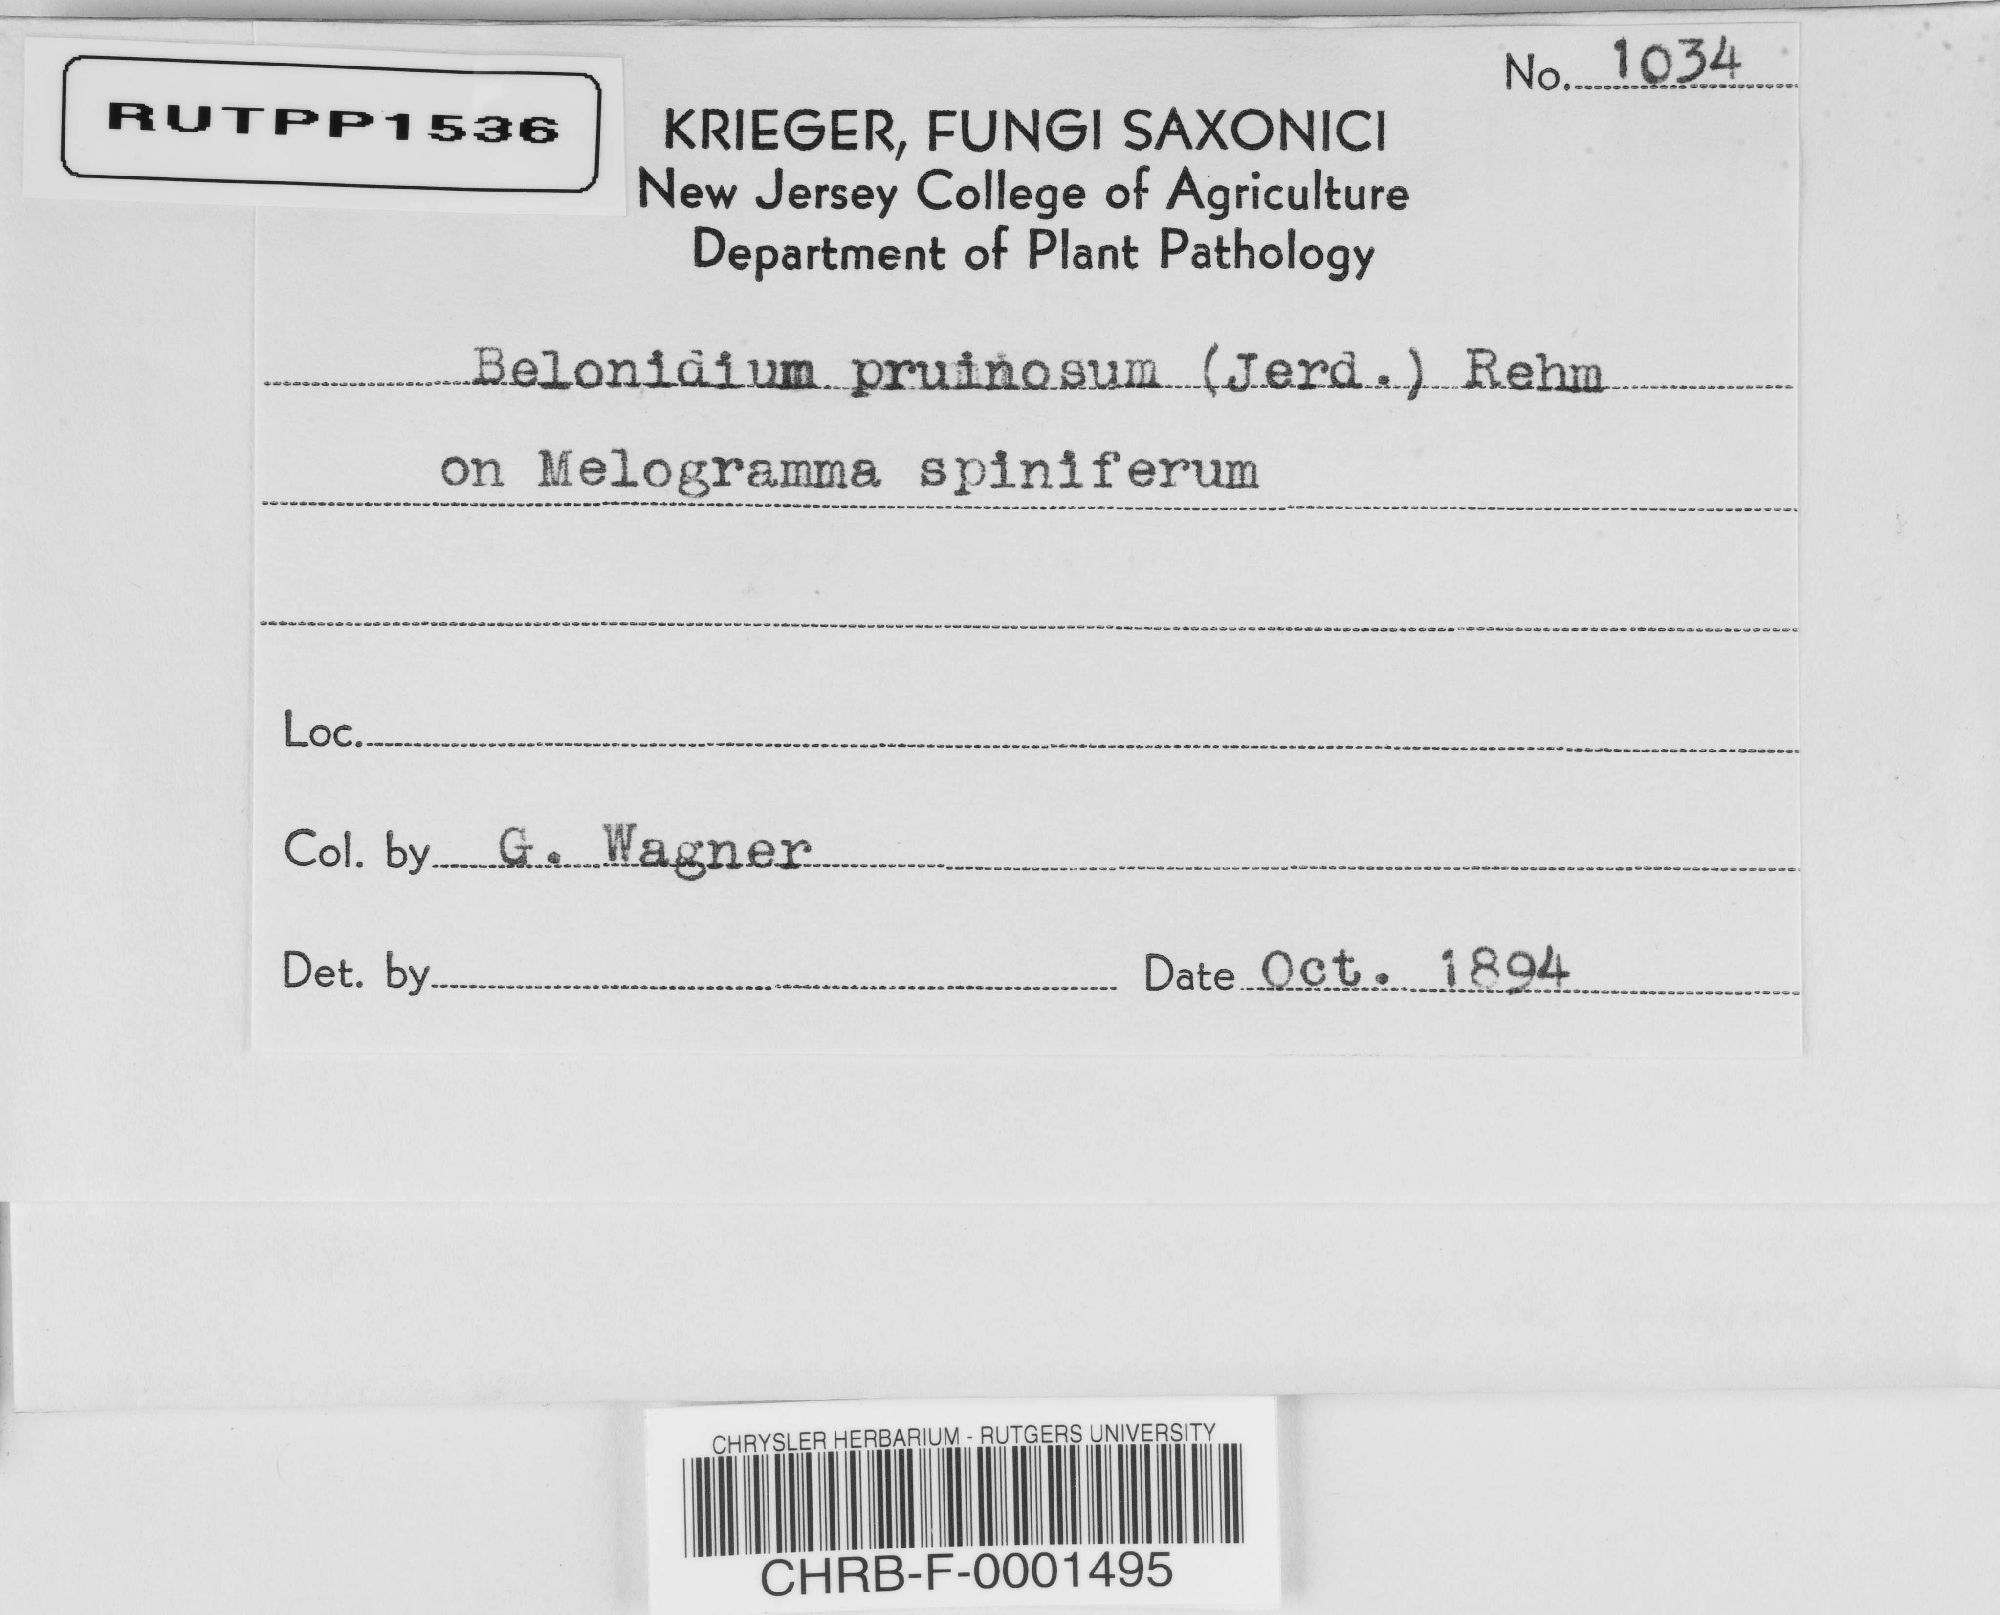 RUTPP1536
No. 1034
KRIEGER, FUNGI SAXONICI
New Jersey College of Agriculture
Department of Plant Pathology
Belonidium pruinosum (Jerd.) Rehm
on Melogramma spiniferum
Loc.
Col. by G. Wagner
Det. by Date Oct. 1894
CHRYSLER HERBARIUM - RUTGERS UNIVERSITY
CHRB-F-0001495